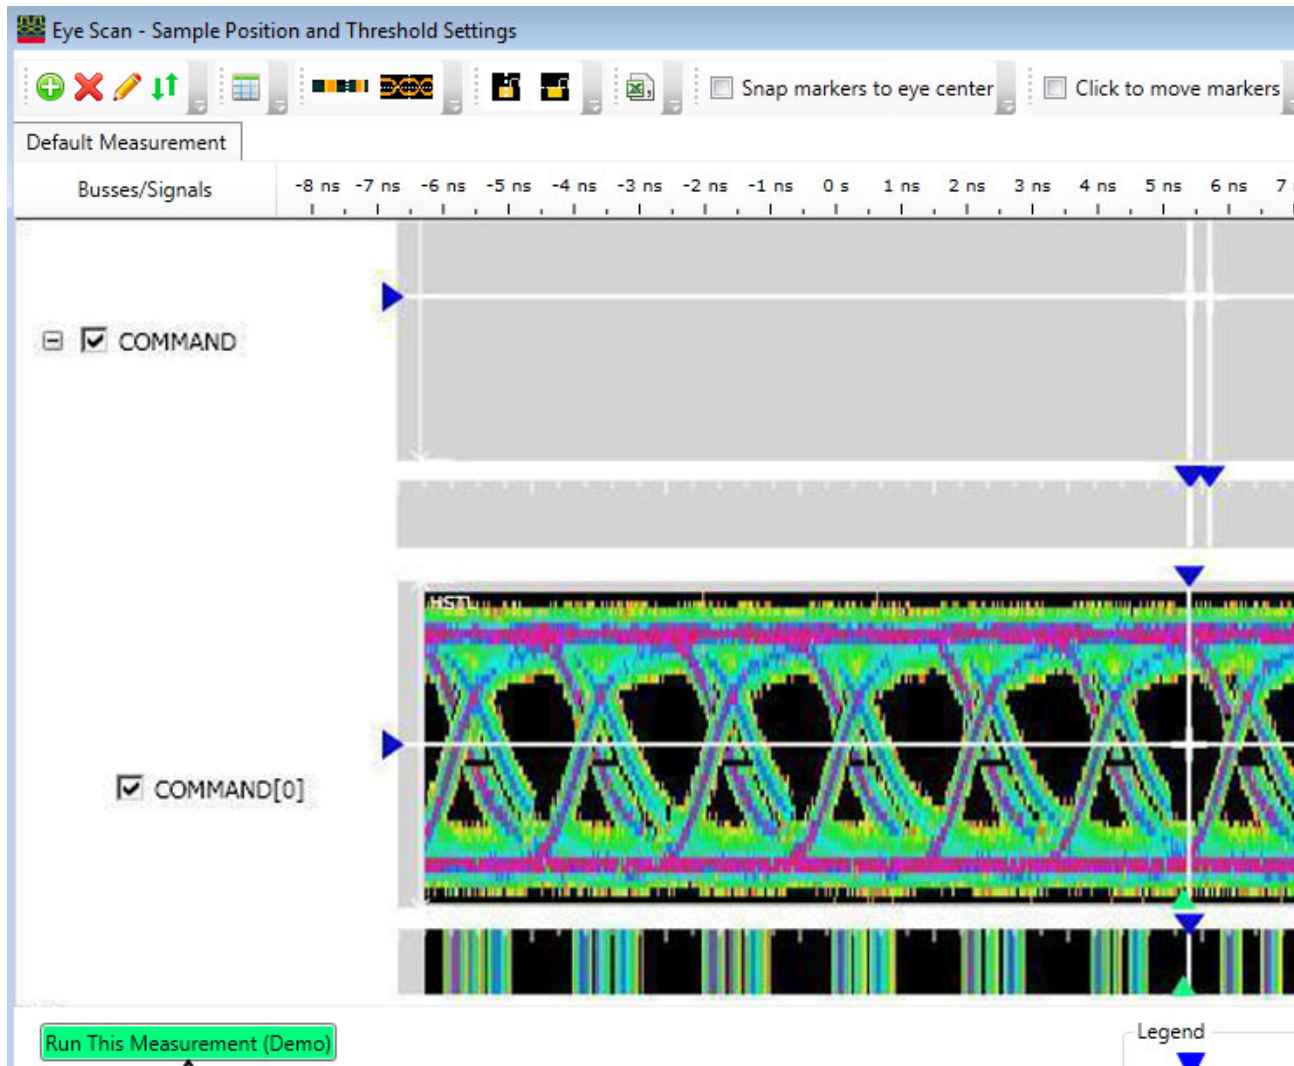 Eye Scan - Sample Position and Threshold Settings
Snap markers to eye center
Click to move markers
Default Measurement
Busses/Signals
-8 ns -7 ns -6 ns -5 ns -4 ns -3 ns -2 ns -1 ns 0 s 1 ns 2 ns 3 ns 4 ns 5 ns 6 ns 7
COMMAND
HSTL
COMMAND[0]
Run This Measurement (Demo)
Legend